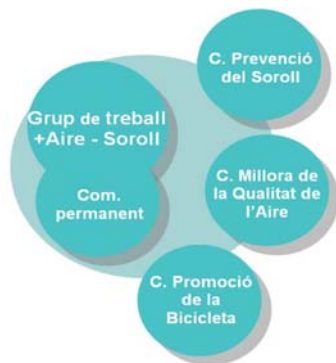 C. Prevenció
del Soroll
Grup de treball
+Aire - Soroll
Com.
permanent
C. Millora de
la Qualitat de
l'Aire
C. Promoció
de la
Bicicleta